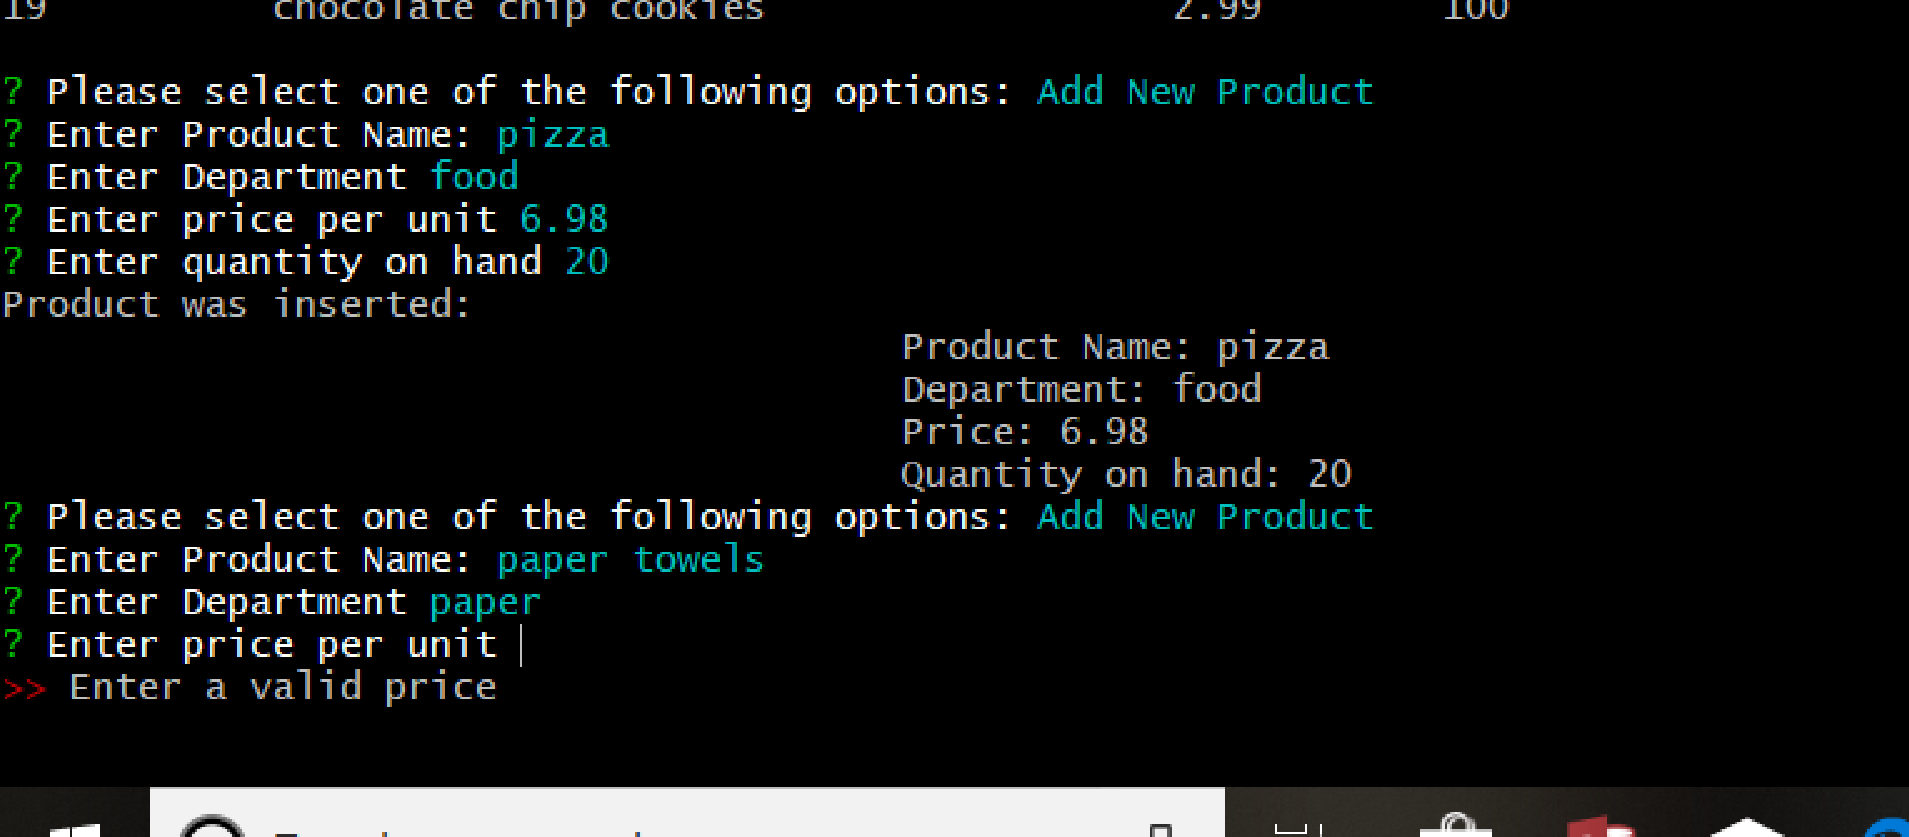 19 chocolate chip cookies 2.99 100
? Please select one of the following options: Add New Product
? Enter Product Name: pizza
? Enter Department food
? Enter price per unit 6.98
? Enter quantity on hand 20
Product was inserted:
Product Name: pizza
Department: food
Price: 6.98
Quantity on hand: 20
? Please select one of the following options: Add New Product
? Enter Product Name: paper towels
? Enter Department paper
? Enter price per unit
>> Enter a valid price